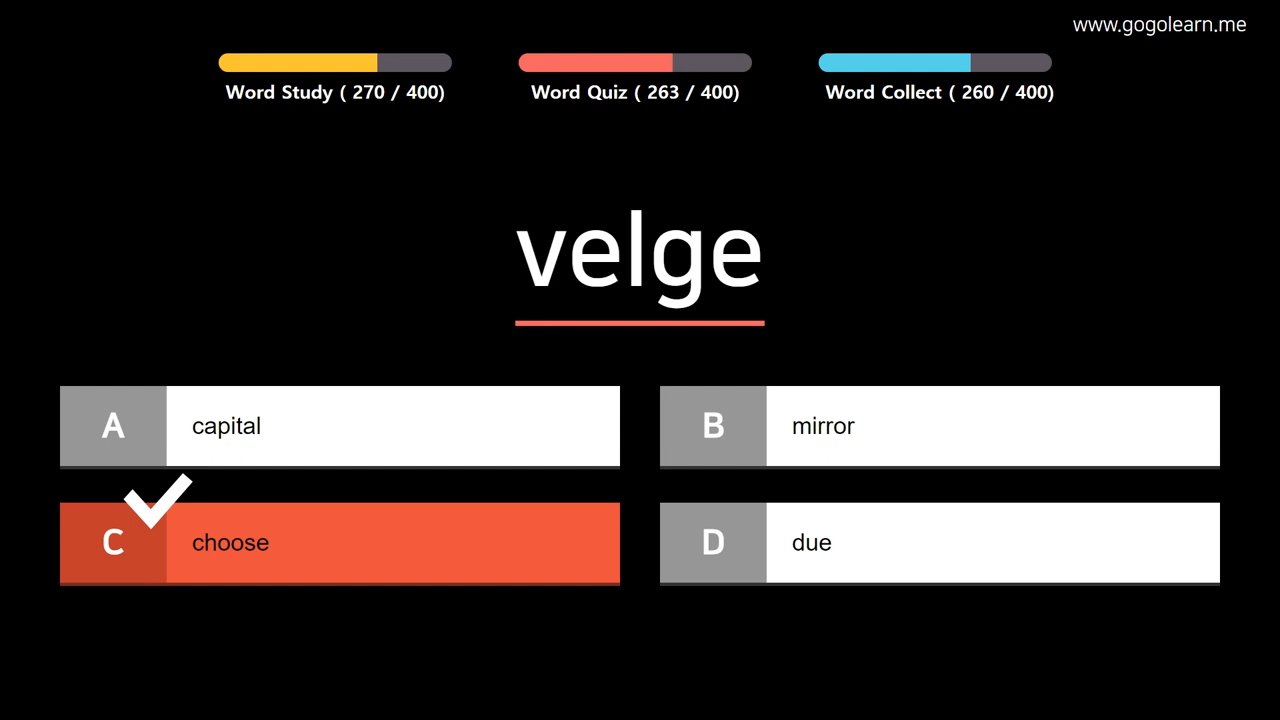 www.gogolearn.me
Word Study ( 270 / 400)
Word Quiz ( 263 / 400)
Word Collect ( 260 / 400)
velge
A capital
B mirror
C choose
D due